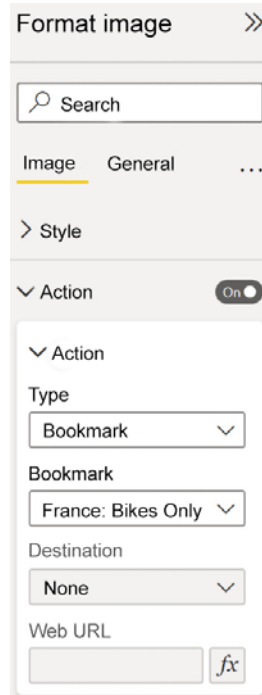 Format image
Search
Image General ...
Style
Action On
Action
Type
Bookmark
Bookmark
France: Bikes Only
Destination
None
Web URL
fx